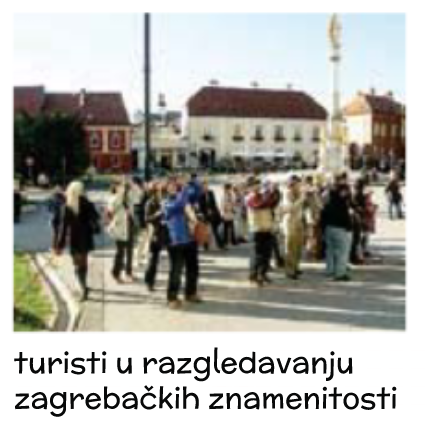 turisti u razgledavanju
zagrebačkih znamenitosti